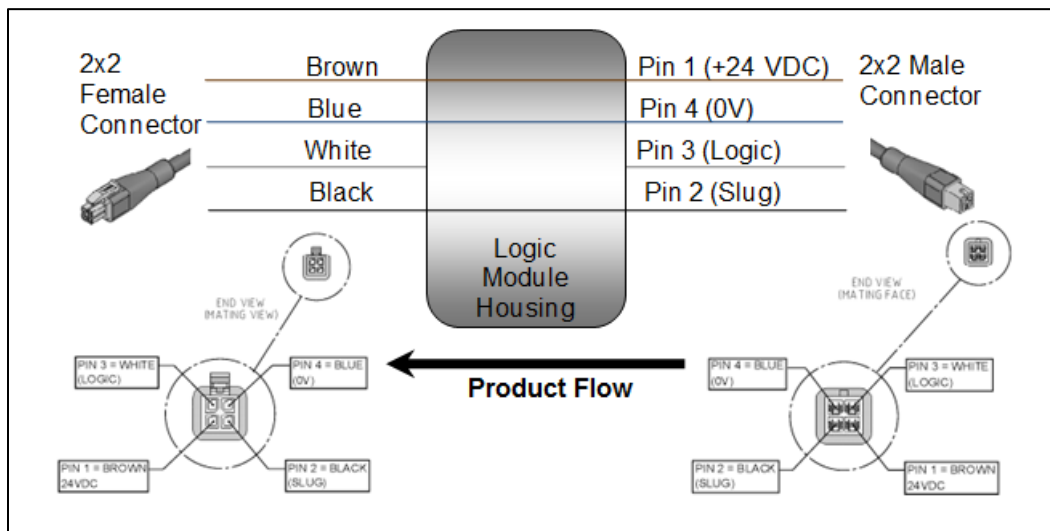 2x2
Female
Connector
Brown
Blue
White
Black
Pin 1 (+24 VDC)
Pin 4 (0V)
Pin 3 (Logic)
Pin 2 (Slug)
2x2 Male
Connector
Logic
Module
Housing
END VIEW
(MATING VIEW)
END VIEW
(MATING FACE)
PIN 3 = WHITE
(LOGIC)
PIN 4 = BLUE
(0V)
Product Flow
PIN 4 = BLUE
(0V)
PIN 3 = WHITE
(LOGIC)
PIN 1 = BROWN
24VDC
PIN 2 = BLACK
(SLUG)
PIN 2 = BLACK
(SLUG)
PIN 1 = BROWN
24VDC